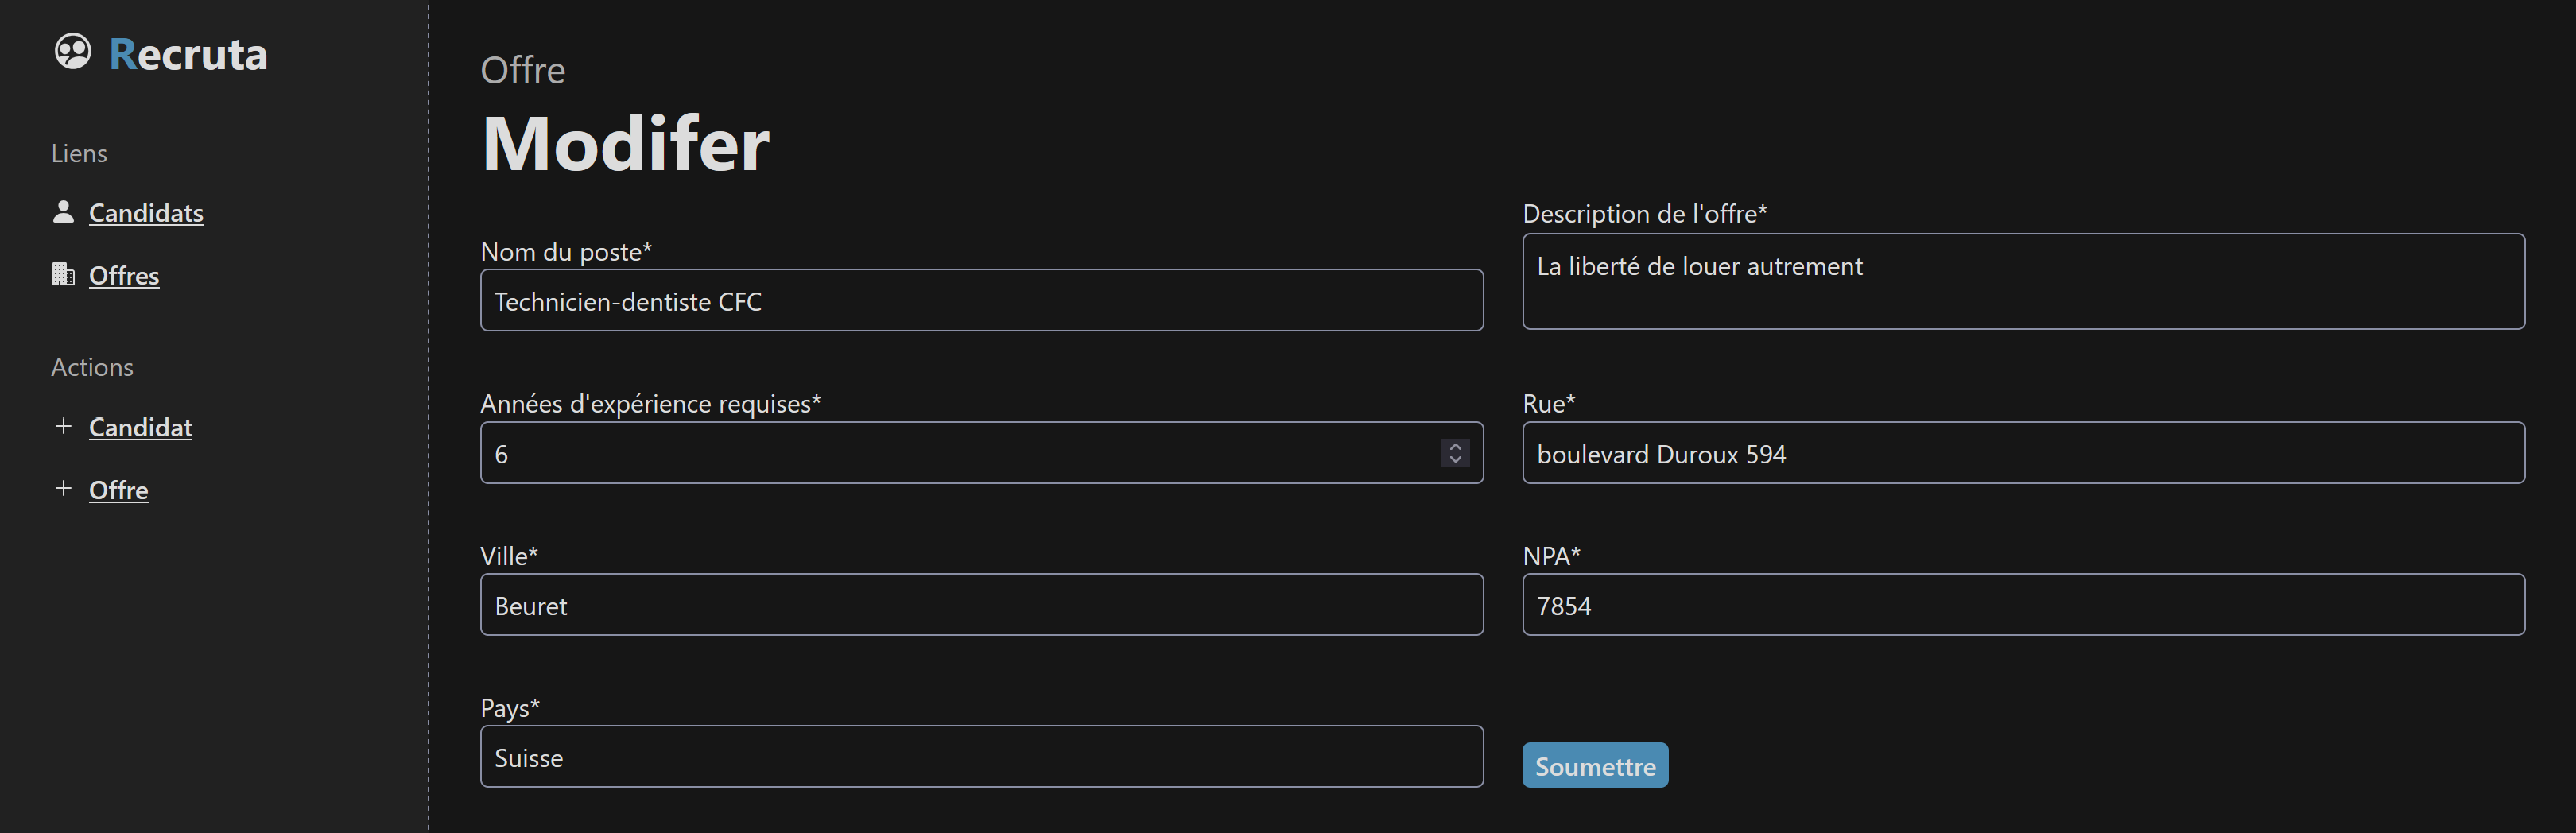 Recruta
Liens
Candidats
Offres
Actions
+ Candidat
+ Offre
Offre
Modifer
Nom du poste*
Technicien-dentiste CFC
Description de l'offre*
La liberté de louer autrement
Années d'expérience requises*
6
Rue*
boulevard Duroux 594
Ville*
Beuret
NPA*
7854
Pays*
Suisse
Soumettre